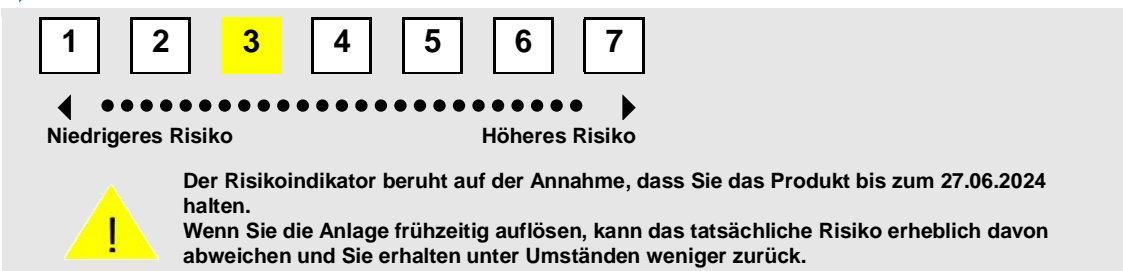 1 2 3 4 5 6 7
Niedrigeres Risiko Höheres Risiko
Der Risikoindikator beruht auf der Annahme, dass Sie das Produkt bis zum 27.06.2024
halten.
! Wenn Sie die Anlage frühzeitig auflösen, kann das tatsächliche Risiko erheblich davon
abweichen und Sie erhalten unter Umständen weniger zurück.